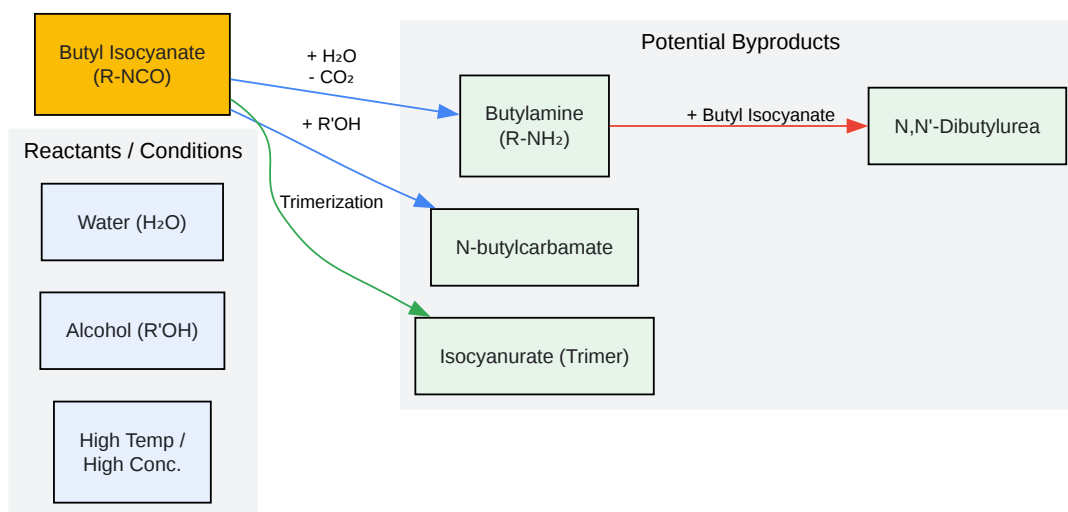 Butyl Isocyanate
(R-NCO)
+ H₂O
- CO₂
+ R'OH
Trimerization
Reactants / Conditions
Water (H₂O)
Alcohol (R'OH)
High Temp /
High Conc.
Potential Byproducts
Butylamine
(R-NH₂)
+ Butyl Isocyanate
N,N'-Dibutylurea
N-butylcarbamate
Isocyanurate (Trimer)